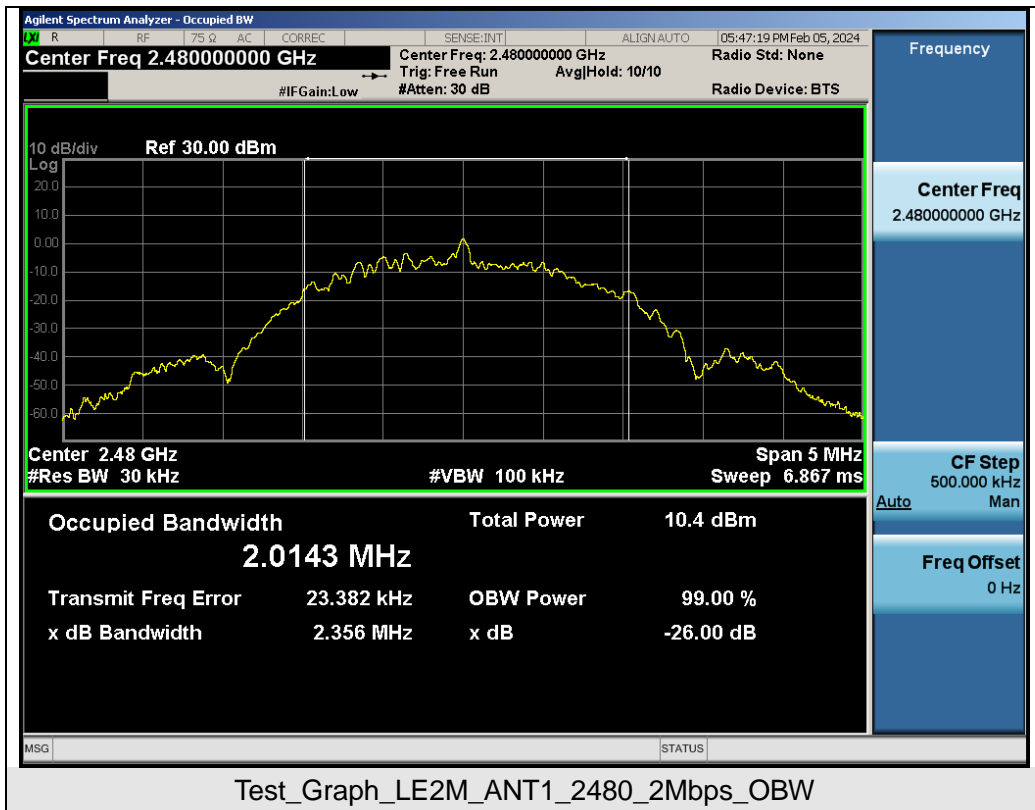 Agilent Spectrum Analyzer - Occupied BW
LXI R RF 75 Ω AC CORREC SENSE:INT ALIGN AUTO 05:47:19 PM Feb 05, 2024
Center Freq 2.480000000 GHz
Center Freq: 2.480000000 GHz Radio Std: None
Trig: Free Run Avg|Hold: 10/10
#IFGain:Low #Atten: 30 dB Radio Device: BTS
10 dB/div Ref 30.00 dBm
Log
20.0
10.0
0.00
-10.0
-20.0
-30.0
-40.0
-50.0
-60.0
Center 2.48 GHz Span 5 MHz
#Res BW 30 kHz #VBW 100 kHz Sweep 6.867 ms
Occupied Bandwidth Total Power 10.4 dBm
2.0143 MHz
Transmit Freq Error 23.382 kHz OBW Power 99.00 %
x dB Bandwidth 2.356 MHz x dB -26.00 dB
Frequency
Center Freq
2.480000000 GHz
CF Step
500.000 kHz
Auto Man
Freq Offset
0 Hz
MSG STATUS
Test_Graph_LE2M_ANT1_2480_2Mbps_OBW